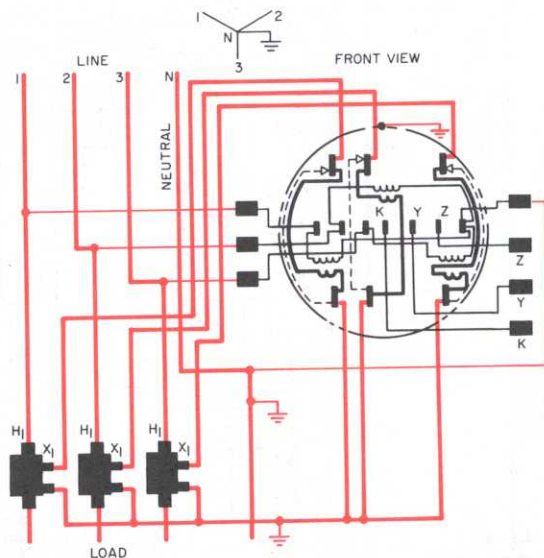 1 2
N
3
LINE
FRONT VIEW
1 2 3 N
NEUTRAL
K Y Z
Z
Y
K
H1 X1 H1 X1 H1 X1
LOAD